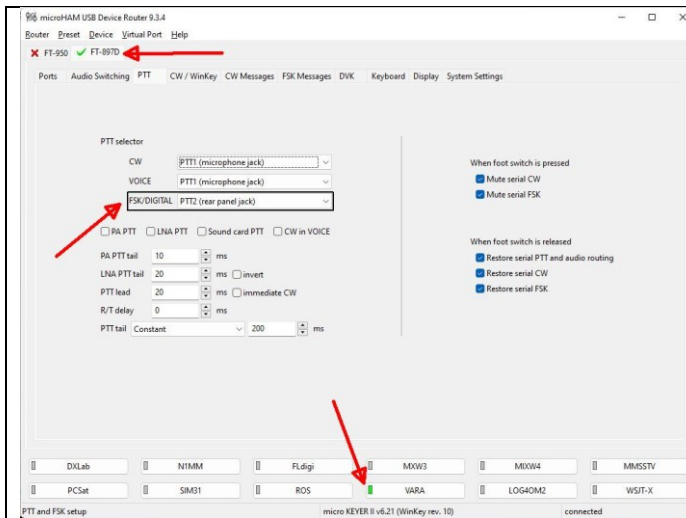 microHAM USB Device Router 9.3.4
Router Preset Device Virtual Port Help
FT-950 FT-897D
Ports Audio Switching PTT CW / WinKey CW Messages FSK Messages DVK Keyboard Display System Settings
PTT selector
CW PTT1 (microphone jack)
VOICE PTT1 (microphone jack)
FSK/DIGITAL PTT2 (rear panel jack)
PA PTT LNA PTT Sound card PTT CW in VOICE
PA PTT tail 10 ms
LNA PTT tail 20 ms invert
PTT lead 20 ms immediate CW
R/T delay 0 ms
PTT tail Constant 200 ms
When foot switch is pressed
Mute serial CW
Mute serial FSK
When foot switch is released
Restore serial PTT and audio routing
Restore serial CW
Restore serial FSK
DXLab N1MM FLdigi MXW3 MIXW4 MMSSTV
PCSat SIM31 ROS VARA LOG4OM2 WSJT-X
PTT and FSK setup micro KEYER II v6.21 (WinKey rev. 10) connected